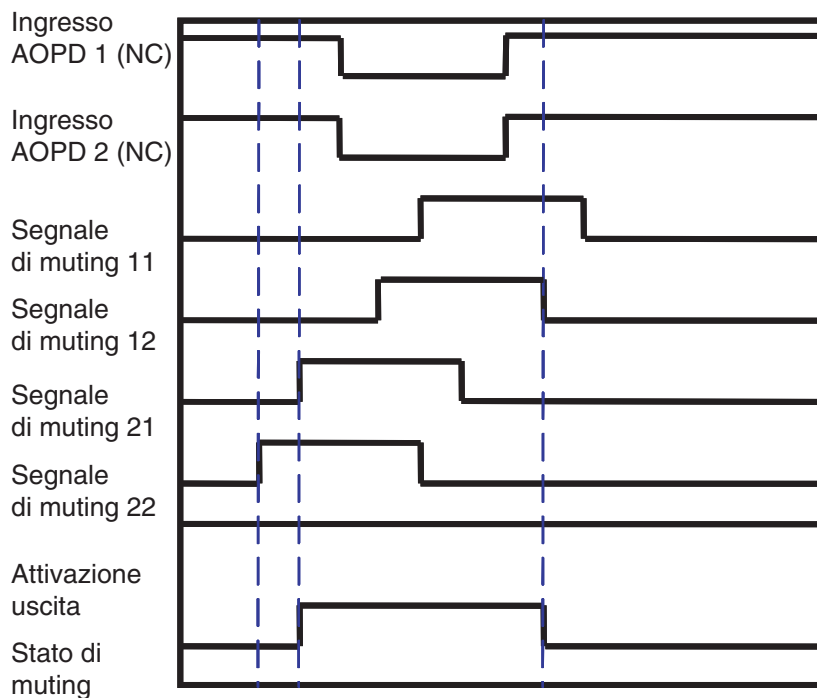 Ingresso
AOPD 1 (NC)
Ingresso
AOPD 2 (NC)
Segnale
di muting 11
Segnale
di muting 12
Segnale
di muting 21
Segnale
di muting 22
Attivazione
uscita
Stato di
muting